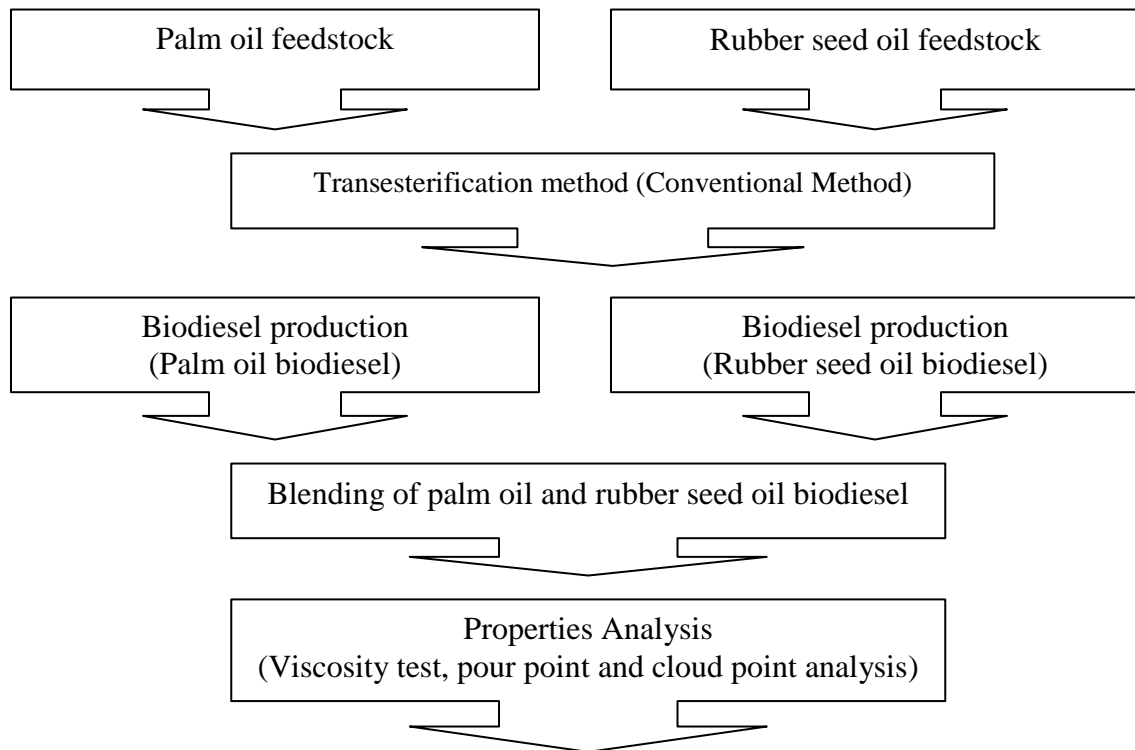 Palm oil feedstock
Rubber seed oil feedstock
Transesterification method (Conventional Method)
Biodiesel production
(Palm oil biodiesel)
Biodiesel production
(Rubber seed oil biodiesel)
Blending of palm oil and rubber seed oil biodiesel
Properties Analysis
(Viscosity test, pour point and cloud point analysis)